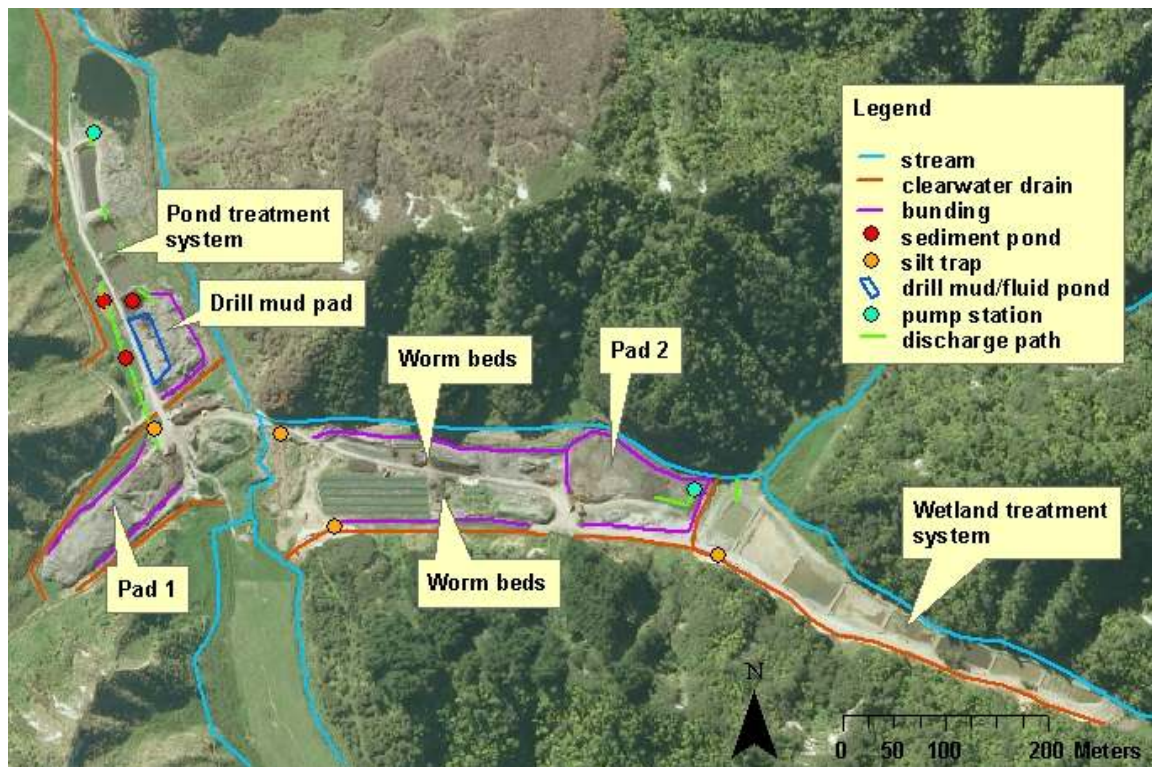 Legend
stream
clearwater drain
bunding
sediment pond
silt trap
drill mud/fluid pond
pump station
discharge path
Pond treatment
system
Drill mud pad
Worm beds
Pad 2
Wetland treatment
system
Pad 1
Worm beds
N
0 50 100 200 Meters